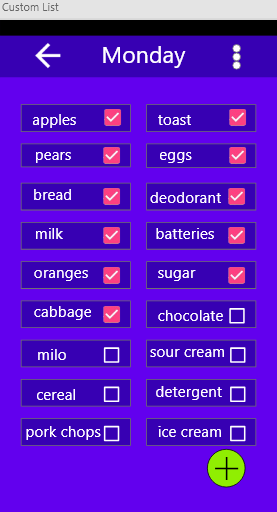 Custom List
Monday
apples toast
pears eggs
bread deodorant
milk batteries
oranges sugar
cabbage chocolate
milo sour cream
cereal detergent
pork chops ice cream